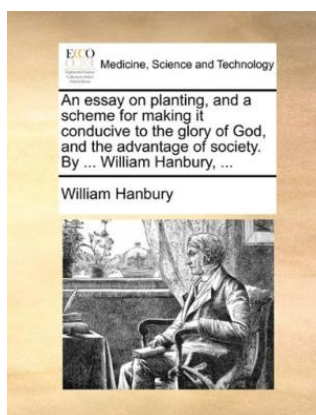 ECCO
Medicine, Science and Technology
An essay on planting, and a
scheme for making it
conducive to the glory of God,
and the advantage of society.
By ... William Hanbury, ...
William Hanbury